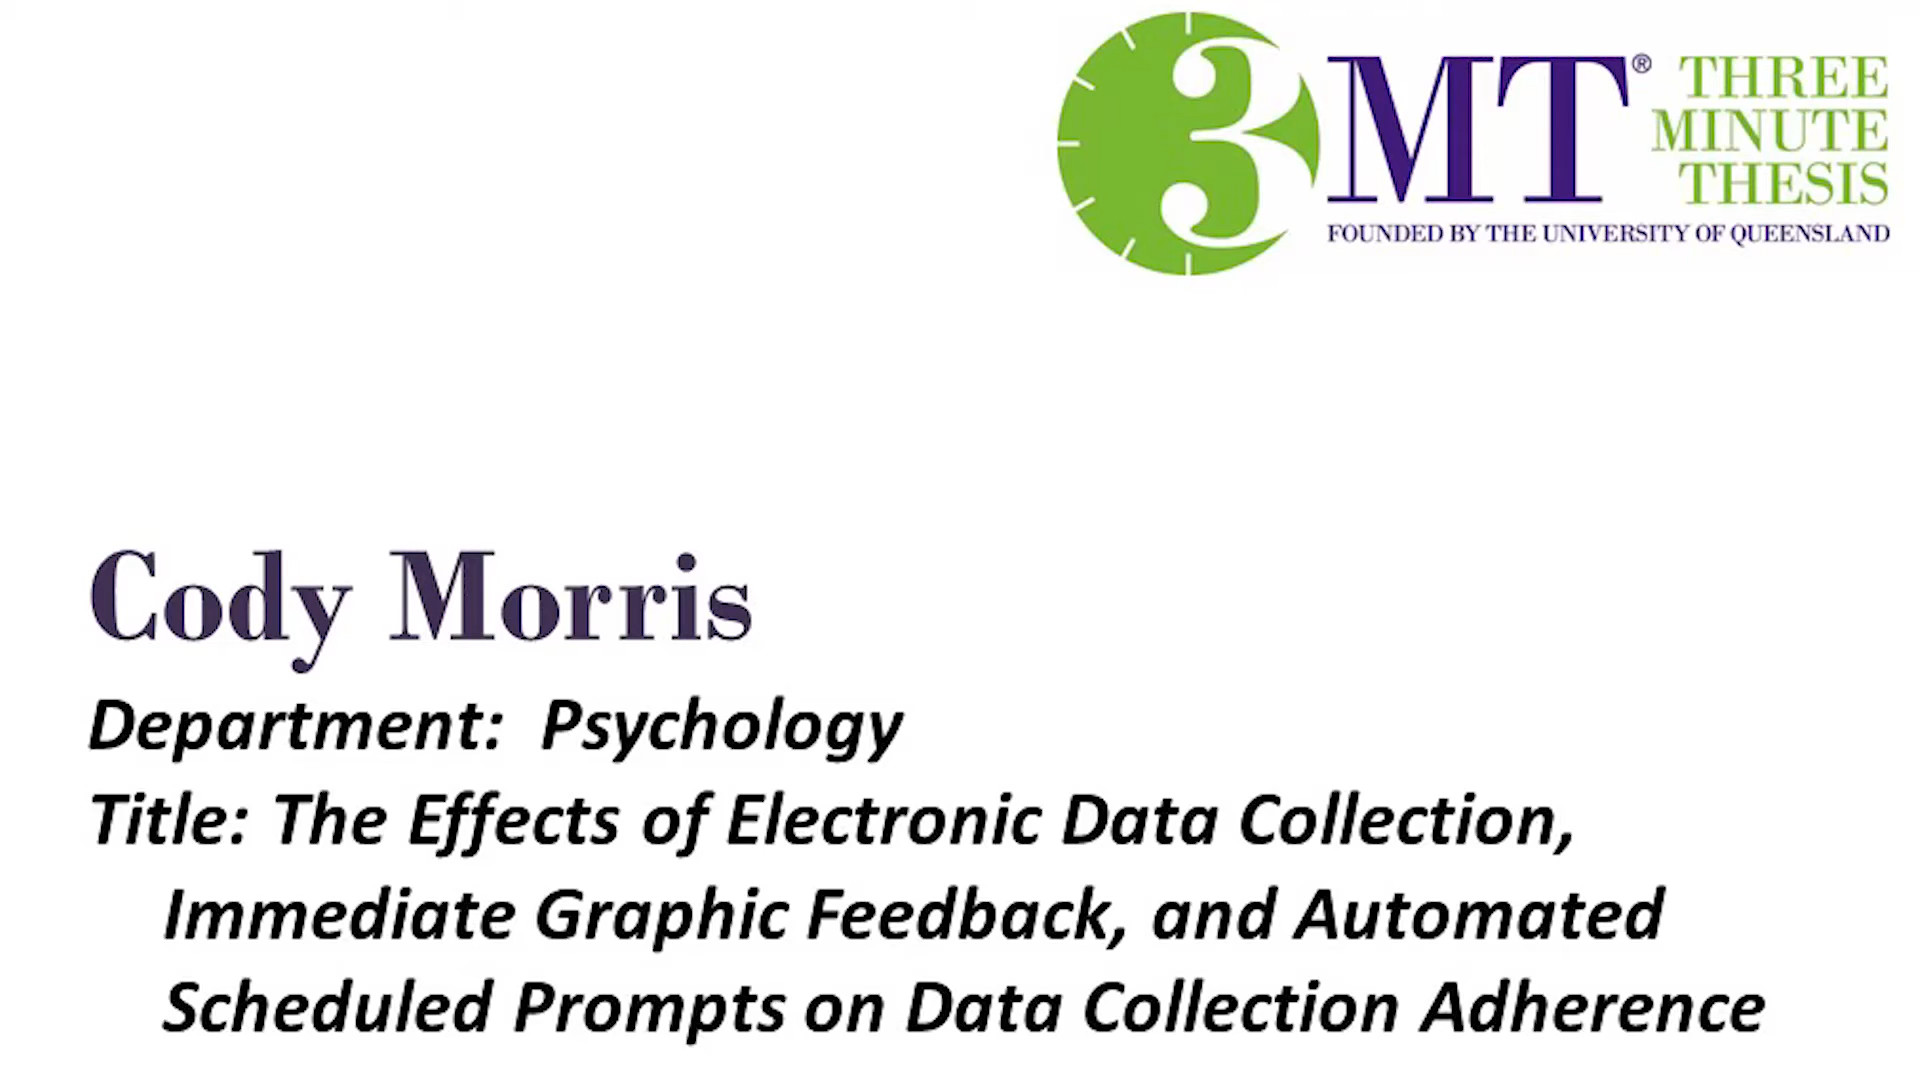 3MT® THREE
MINUTE
THESIS
FOUNDED BY THE UNIVERSITY OF QUEENSLAND
Cody Morris
Department: Psychology
Title: The Effects of Electronic Data Collection,
Immediate Graphic Feedback, and Automated
Scheduled Prompts on Data Collection Adherence